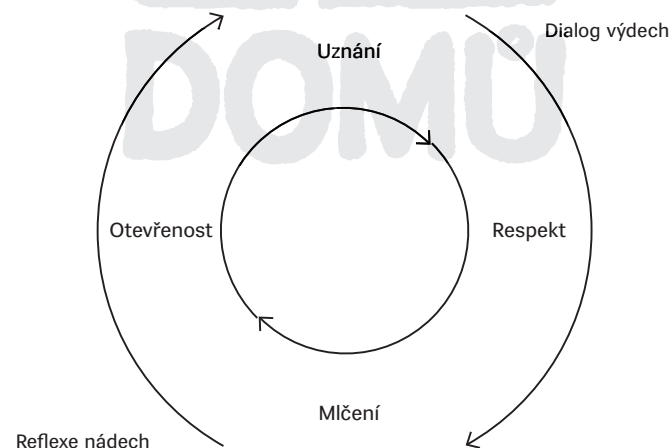 Dialog výdech
Uznání
DOMŮ
Otevřenost
Respekt
Mlčení
Reflexe nádech